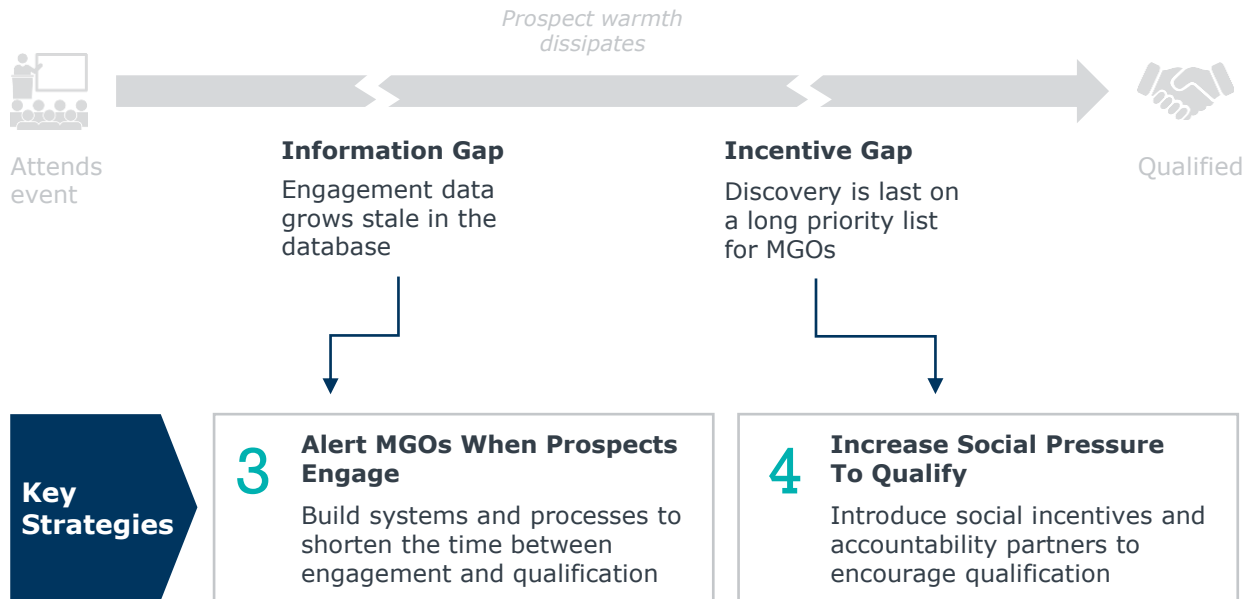 Prospect warmth
dissipates
Attends
event
Information Gap
Engagement data
grows stale in the
database
Incentive Gap
Discovery is last on
a long priority list
for MGOs
Qualified
Key
Strategies
3
Alert MGOs When Prospects
Engage
Build systems and processes to
shorten the time between
engagement and qualification
4
Increase Social Pressure
To Qualify
Introduce social incentives and
accountability partners to
encourage qualification